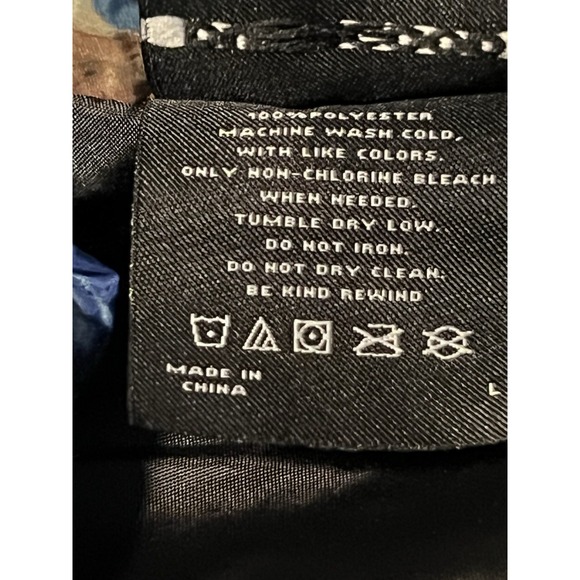 100% POLYESTER
MACHINE WASH COLD,
WITH LIKE COLORS.
ONLY NON-CHLORINE BLEACH
WHEN NEEDED.
TUMBLE DRY LOW.
DO NOT IRON.
DO NOT DRY CLEAN.
BE KIND REWIND
MADE IN
CHINA
L